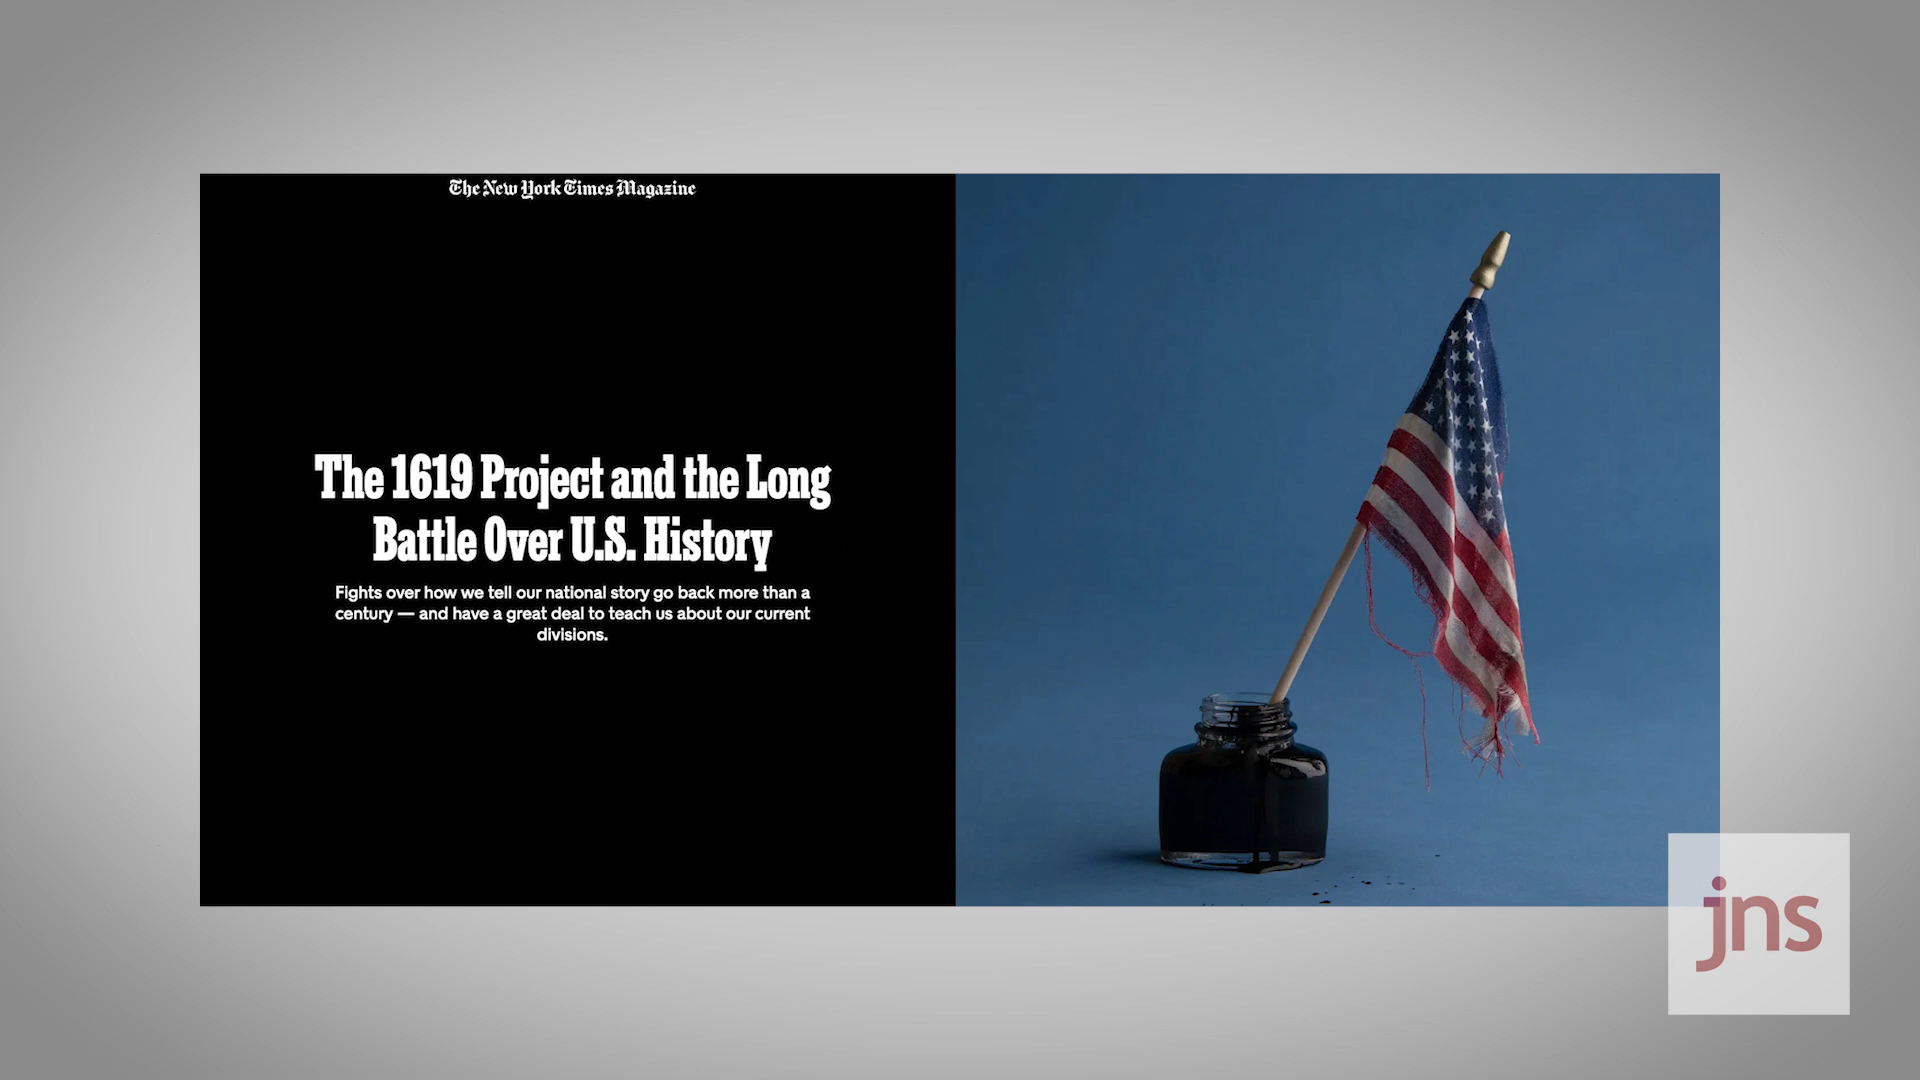 The New York Times Magazine
The 1619 Project and the Long
Battle Over U.S. History
Fights over how we tell our national story go back more than a
century — and have a great deal to teach us about our current
divisions.
jns